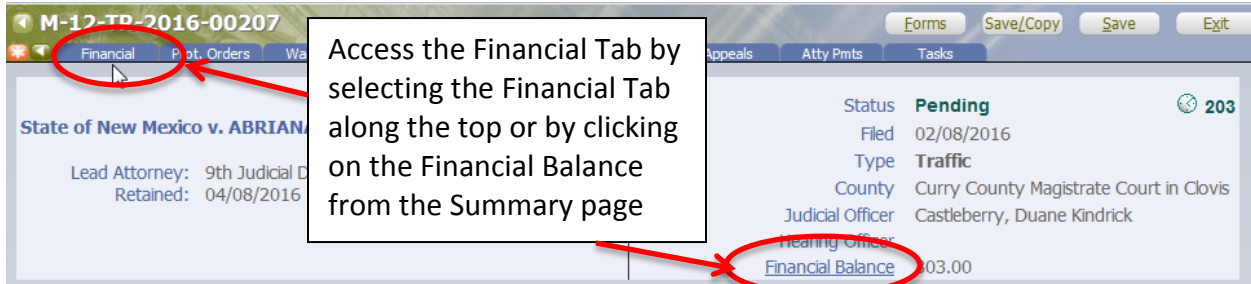 M-12-TR-2016-00207
Forms Save/Copy Save Exit
Financial Prot. Orders Appeals Atty Pmts Tasks
Access the Financial Tab by
selecting the Financial Tab
along the top or by clicking
on the Financial Balance
from the Summary page
State of New Mexico v. ABRIANA
Lead Attorney: 9th Judicial D
Retained: 04/08/2016
Status Pending 203
Filed 02/08/2016
Type Traffic
County Curry County Magistrate Court in Clovis
Judicial Officer Castleberry, Duane Kindrick
Hearing Officer
Financial Balance 303.00